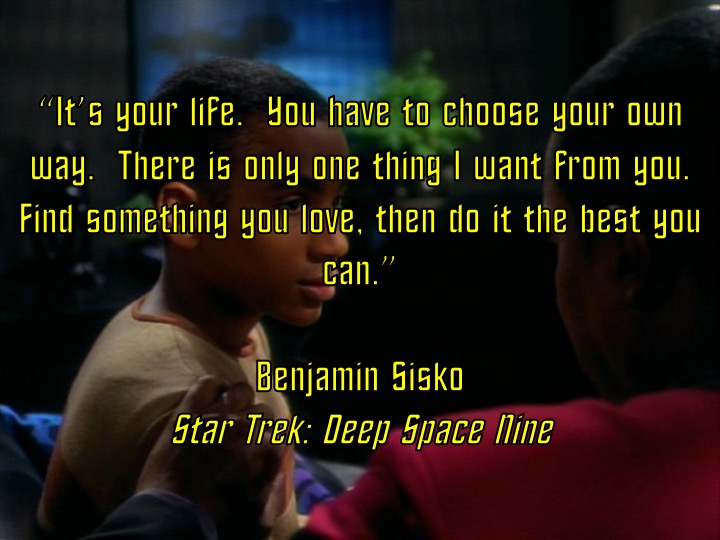 “It’s your life.  You have to choose your own
way.  There is only one thing I want from you.
Find something you love, then do it the best you
can.”
Benjamin Sisko
Star Trek: Deep Space Nine